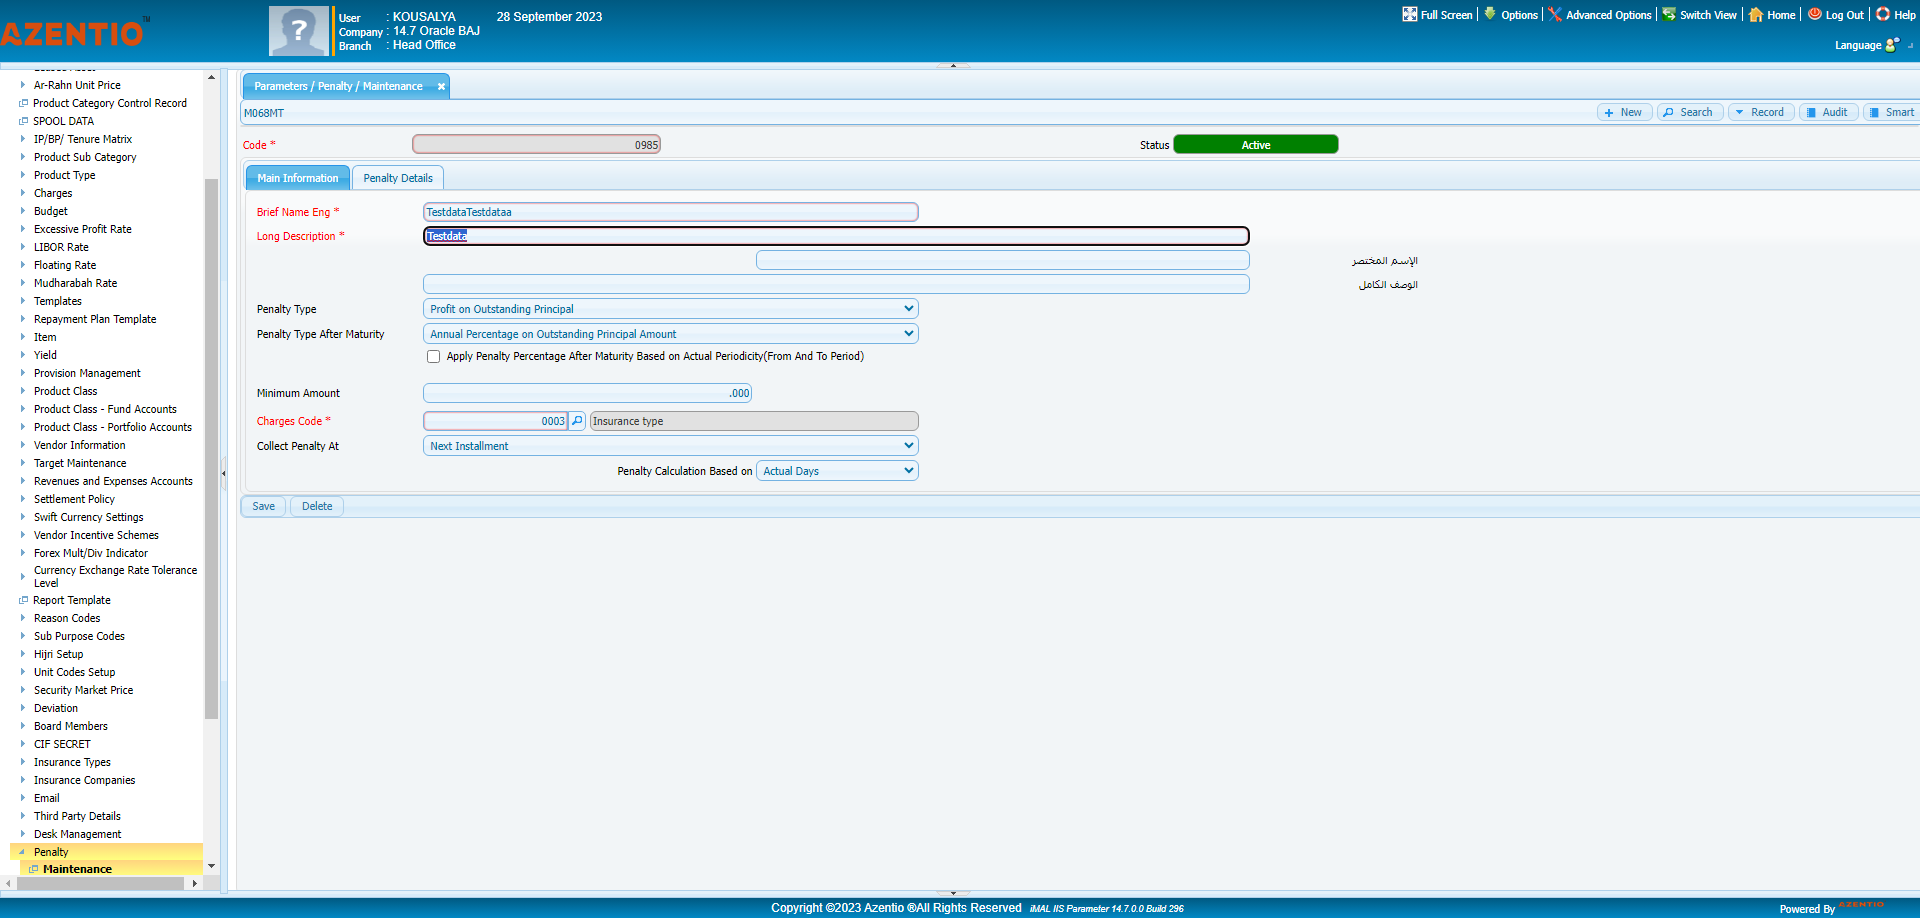 AZENTIO™
?
User : KOUSALYA
Company : 14.7 Oracle BAJ
Branch : Head Office
28 September 2023
Full Screen
Options
Advanced Options
Switch View
Home
Log Out
Help
Language
Ar-Rahn Unit Price
Product Category Control Record
SPOOL DATA
IP/BP/ Tenure Matrix
Product Sub Category
Product Type
Charges
Budget
Excessive Profit Rate
LIBOR Rate
Floating Rate
Mudharabah Rate
Templates
Repayment Plan Template
Item
Yield
Provision Management
Product Class
Product Class - Fund Accounts
Product Class - Portfolio Accounts
Vendor Information
Target Maintenance
Revenues and Expenses Accounts
Settlement Policy
Swift Currency Settings
Vendor Incentive Schemes
Forex Mult/Div Indicator
Currency Exchange Rate Tolerance
Level
Report Template
Reason Codes
Sub Purpose Codes
Hijri Setup
Unit Codes Setup
Security Market Price
Deviation
Board Members
CIF SECRET
Insurance Types
Insurance Companies
Email
Third Party Details
Desk Management
Penalty
Maintenance
Parameters / Penalty / Maintenance
M068MT
New
Search
Record
Audit
Smart
Code * 0985
Status Active
Main Information
Penalty Details
Brief Name Eng * TestdataTestdataa
Long Description * Testdata
الإسم المختصر
الوصف الكامل
Penalty Type Profit on Outstanding Principal
Penalty Type After Maturity Annual Percentage on Outstanding Principal Amount
Apply Penalty Percentage After Maturity Based on Actual Periodicity(From And To Period)
Minimum Amount .000
Charges Code * 0003 Insurance type
Collect Penalty At Next Installment
Penalty Calculation Based on Actual Days
Save
Delete
Copyright ©2023 Azentio ®All Rights Reserved iMAL IIS Parameter 14.7.0.0 Build 296
Powered By AZENTIO